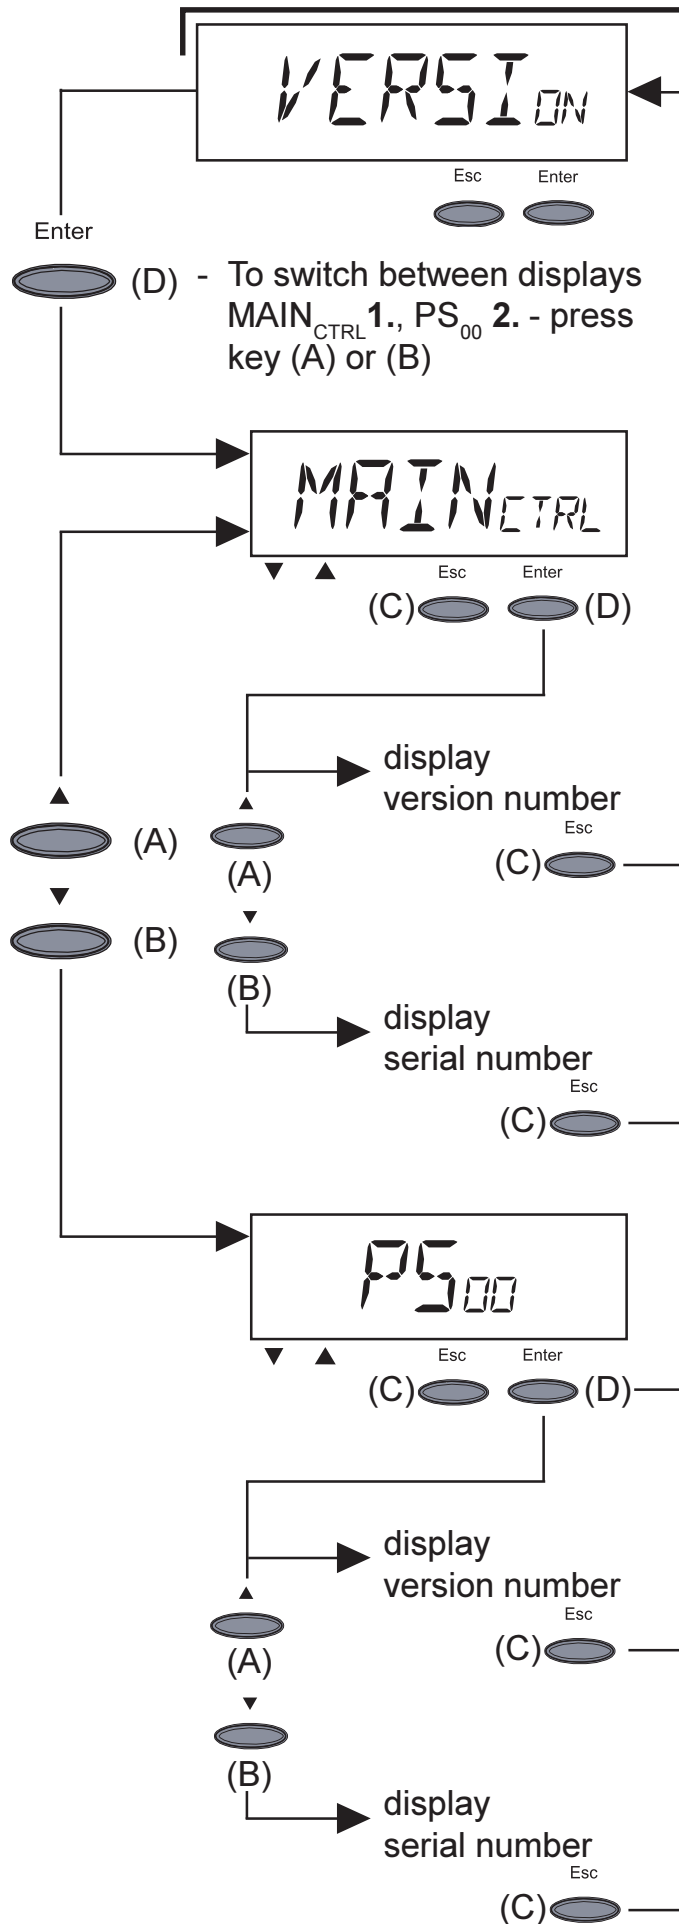 VERSION
Esc Enter
Enter
(D) - To switch between displays
MAINCTRL 1., PS00 2. - press
key (A) or (B)
MAINCTRL
▼ ▲ Esc Enter
(C) (D)
display
version number
▲
▲
(A)
(A)
Esc
(C)
▼
▼
(B)
(B)
display
serial number
Esc
(C)
PS00
▼ ▲ Esc Enter
(C) (D)
display
version number
▲
(A)
Esc
(C)
▼
(B)
display
serial number
Esc
(C)